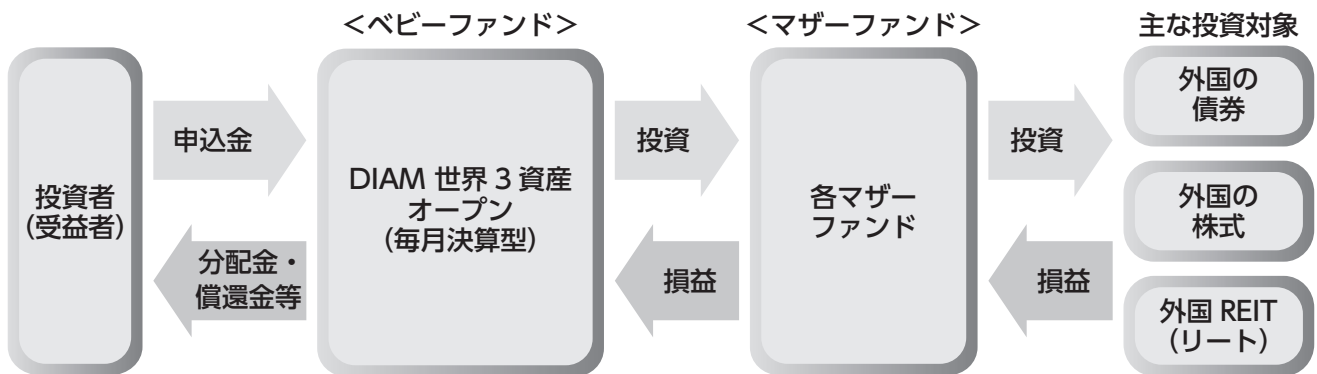 ＜ベビーファンド＞
＜マザーファンド＞
主な投資対象
投資者
(受益者)
申込金
分配金・
償還金等
DIAM 世界 3 資産
オープン
(毎月決算型)
投資
損益
各マザー
ファンド
投資
損益
外国の
債券
外国の
株式
外国 REIT
(リート)